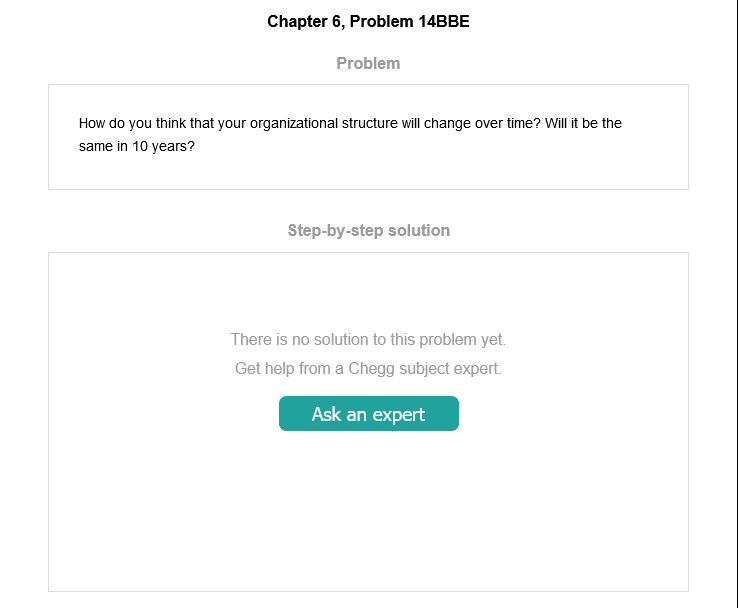 Chapter 6, Problem 14BBE
Problem
How do you think that your organizational structure will change over time? Will it be the
same in 10 years?
Step-by-step solution
There is no solution to this problem yet.
Get help from a Chegg subject expert.
Ask an expert